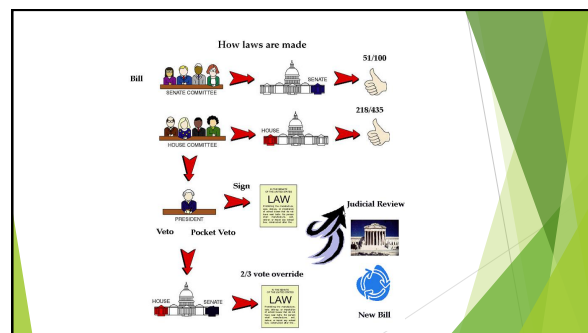 How laws are made
51/100
Bill
SENATE
SENATE COMMITTEE
218/435
HOUSE
HOUSE COMMITTEE
Sign
LAW
Judicial Review
PRESIDENT
Veto Pocket Veto
2/3 vote override
HOUSE SENATE
LAW
New Bill